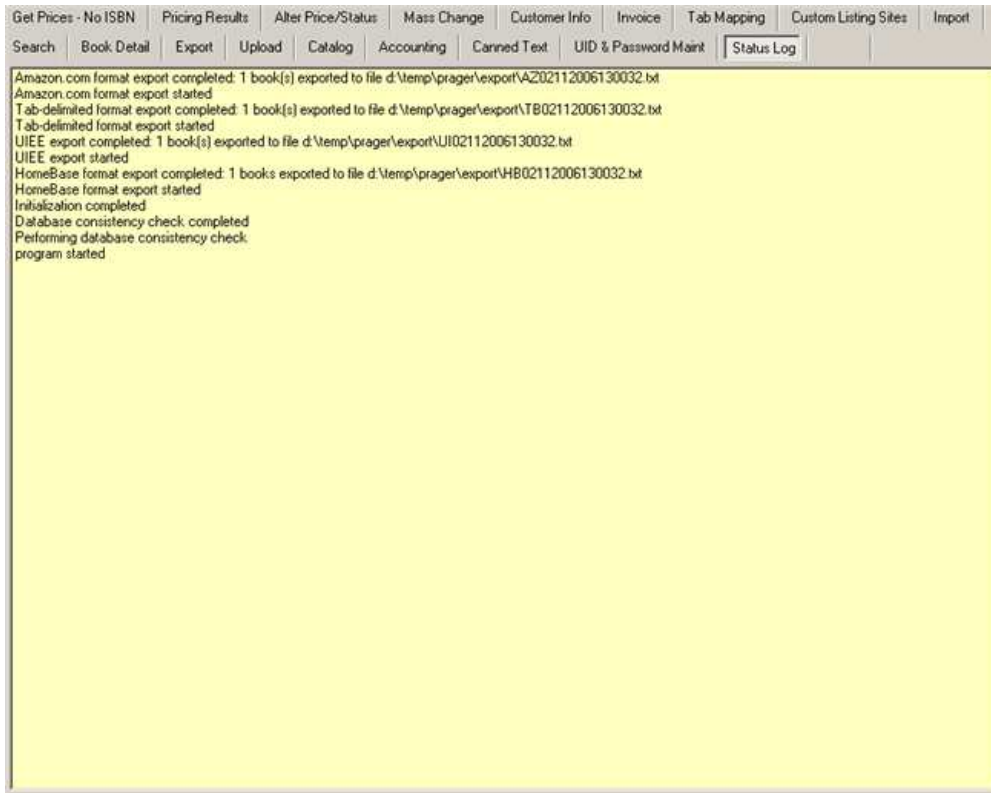 Get Prices - No ISBN Pricing Results Alter Price/Status Mass Change Customer Info Invoice Tab Mapping Custom Listing Sites Import
Search Book Detail Export Upload Catalog Accounting Canned Text UID & Password Maint Status Log
Amazon.com format export completed: 1 book(s) exported to file d:\temp\prager\export\AZ02112006130032.txt
Amazon.com format export started
Tab-delimited format export completed: 1 book(s) exported to file d:\temp\prager\export\TB02112006130032.txt
Tab-delimited format export started
UIEE export completed: 1 book(s) exported to file d:\temp\prager\export\UI02112006130032.txt
UIEE export started
HomeBase format export completed: 1 books exported to file d:\temp\prager\export\HB02112006130032.txt
HomeBase format export started
Initialization completed
Database consistency check completed
Performing database consistency check
program started